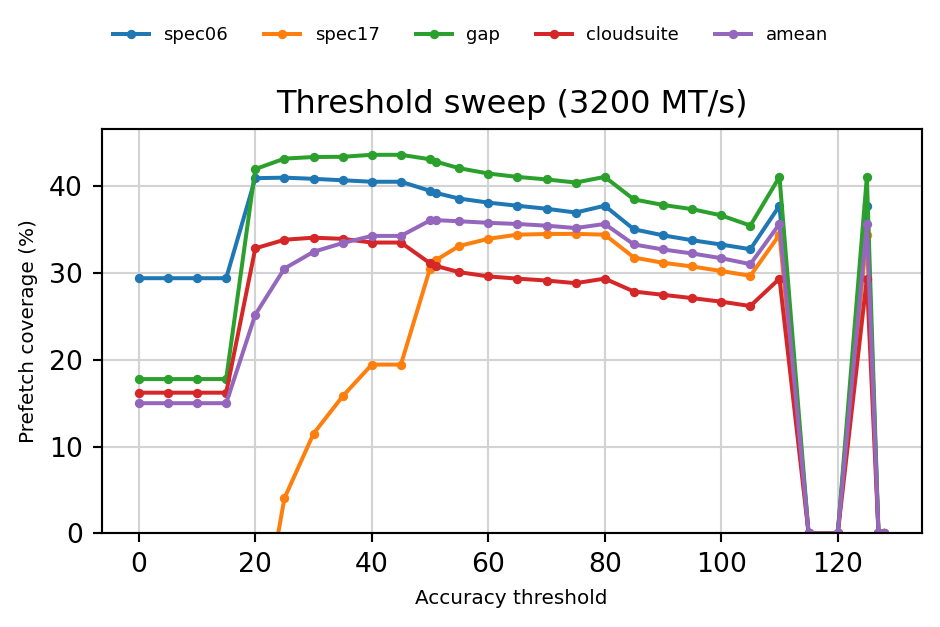 spec06 spec17 gap cloudsuite amean
Threshold sweep (3200 MT/s)
Prefetch coverage (%)
40
30
20
10
0
0 20 40 60 80 100 120
Accuracy threshold